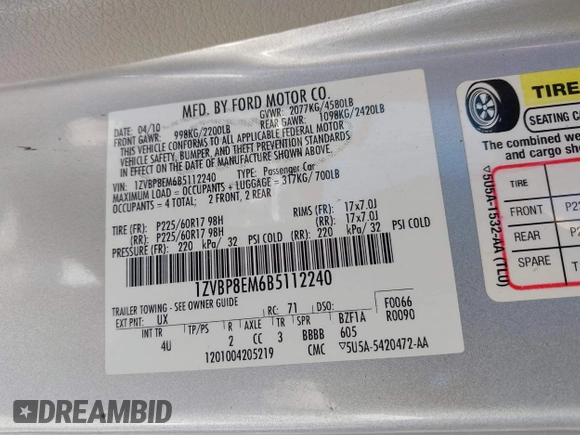 MFD. BY FORD MOTOR CO.
DATE: 04/10 GVWR: 2077KG/4580LB
FRONT GAWR: 998KG/2200LB REAR GAWR: 1098KG/2420LB
THIS VEHICLE CONFORMS TO ALL APPLICABLE FEDERAL MOTOR
VEHICLE SAFETY, BUMPER, AND THEFT PREVENTION STANDARDS
IN EFFECT ON THE DATE OF MANUFACTURE SHOWN ABOVE.
VIN: 1ZVBP8EM6B5112240 TYPE: Passenger Car
MAXIMUM LOAD = OCCUPANTS + LUGGAGE = 317KG/700LB
OCCUPANTS = 4 TOTAL: 2 FRONT, 2 REAR
TIRE (FR): P225/60R17 98H RIMS (FR): 17x7.0J
(RR): P225/60R17 98H (RR): 17x7.0J
PRESSURE (FR): 220 kPa/ 32 PSI COLD (RR): 220 kPa/ 32 PSI COLD
1ZVBP8EM6B5112240
TRAILER TOWING - SEE OWNER GUIDE
EXT PNT: UX RC: 71 DSO: F0066
INT TR TP/PS R AXLE TR SPR BZF1A R0090
4U 2 CC 3 BBBB 605
1201004205219 CMC ▽5U5A-5420472-AA
TIRE
SEATING CA
The combined we
and cargo sho
TIRE
FRONT P2
REAR P2
SPARE T
▽5U5A-1532-AA (TLU)
DREAMBID